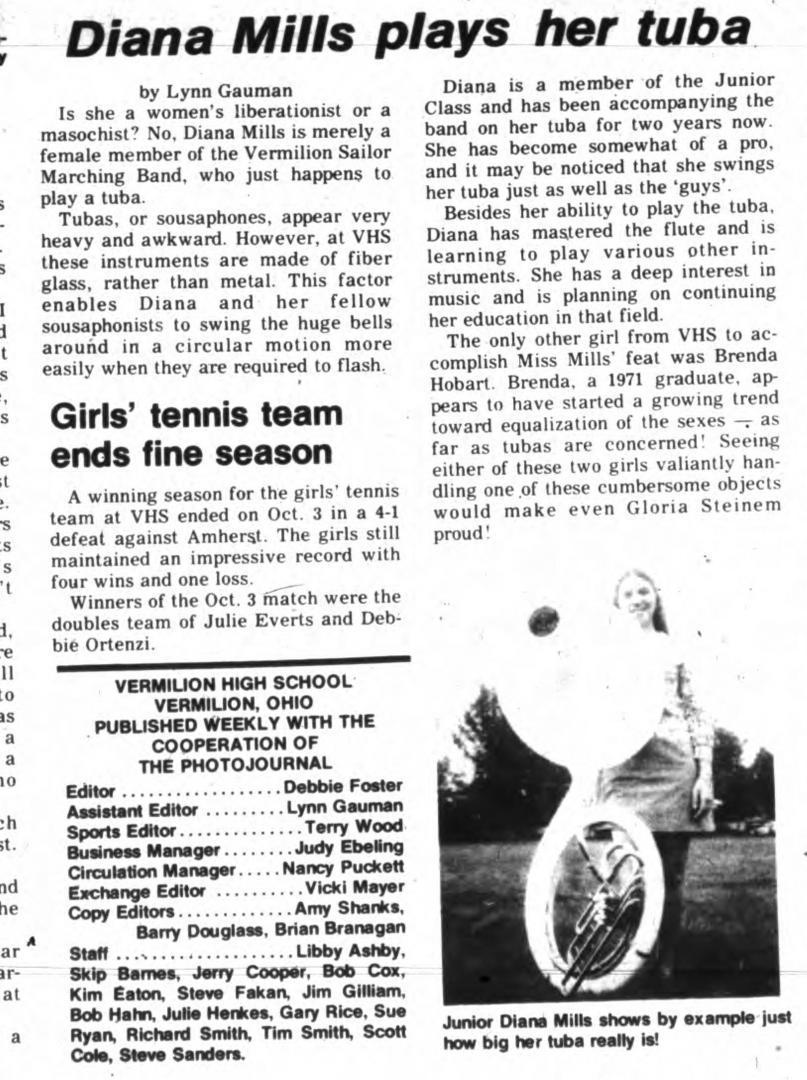 Diana Mills plays her tuba
by Lynn Gauman
Is she a women's liberationist or a
masochist? No, Diana Mills is merely a
female member of the Vermilion Sailor
Marching Band, who just happens to
play a tuba.
Tubas, or sousaphones, appear very
heavy and awkward. However, at VHS
these instruments are made of fiber
glass, rather than metal. This factor
enables Diana and her fellow
sousaphonists to swing the huge bells
around in a circular motion more
easily when they are required to flash.
Diana is a member of the Junior
Class and has been accompanying the
band on her tuba for two years now.
She has become somewhat of a pro,
and it may be noticed that she swings
her tuba just as well as the 'guys'.
Besides her ability to play the tuba,
Diana has mastered the flute and is
learning to play various other in-
struments. She has a deep interest in
music and is planning on continuing
her education in that field.
The only other girl from VHS to ac-
complish Miss Mills' feat was Brenda
Hobart. Brenda, a 1971 graduate, ap-
pears to have started a growing trend
toward equalization of the sexes — as
far as tubas are concerned! Seeing
either of these two girls valiantly han-
dling one of these cumbersome objects
would make even Gloria Steinem
proud!
Junior Diana Mills shows by example just
how big her tuba really is!
Girls' tennis team
ends fine season
A winning season for the girls' tennis
team at VHS ended on Oct. 3 in a 4-1
defeat against Amherst. The girls still
maintained an impressive record with
four wins and one loss.
Winners of the Oct. 3 match were the
doubles team of Julie Everts and Deb-
bie Ortenzi.
VERMILION HIGH SCHOOL
VERMILION, OHIO
PUBLISHED WEEKLY WITH THE
COOPERATION OF
THE PHOTOJOURNAL
Editor .................. Debbie Foster
Assistant Editor ......... Lynn Gauman
Sports Editor .............. Terry Wood
Business Manager ........ Judy Ebeling
Circulation Manager ..... Nancy Puckett
Exchange Editor .......... Vicki Mayer
Copy Editors ............. Amy Shanks,
Barry Douglass, Brian Branagan
Staff .................... Libby Ashby,
Skip Barnes, Jerry Cooper, Bob Cox,
Kim Eaton, Steve Fakan, Jim Gilliam,
Bob Hahn, Julie Henkes, Gary Rice, Sue
Ryan, Richard Smith, Tim Smith, Scott
Cole, Steve Sanders.